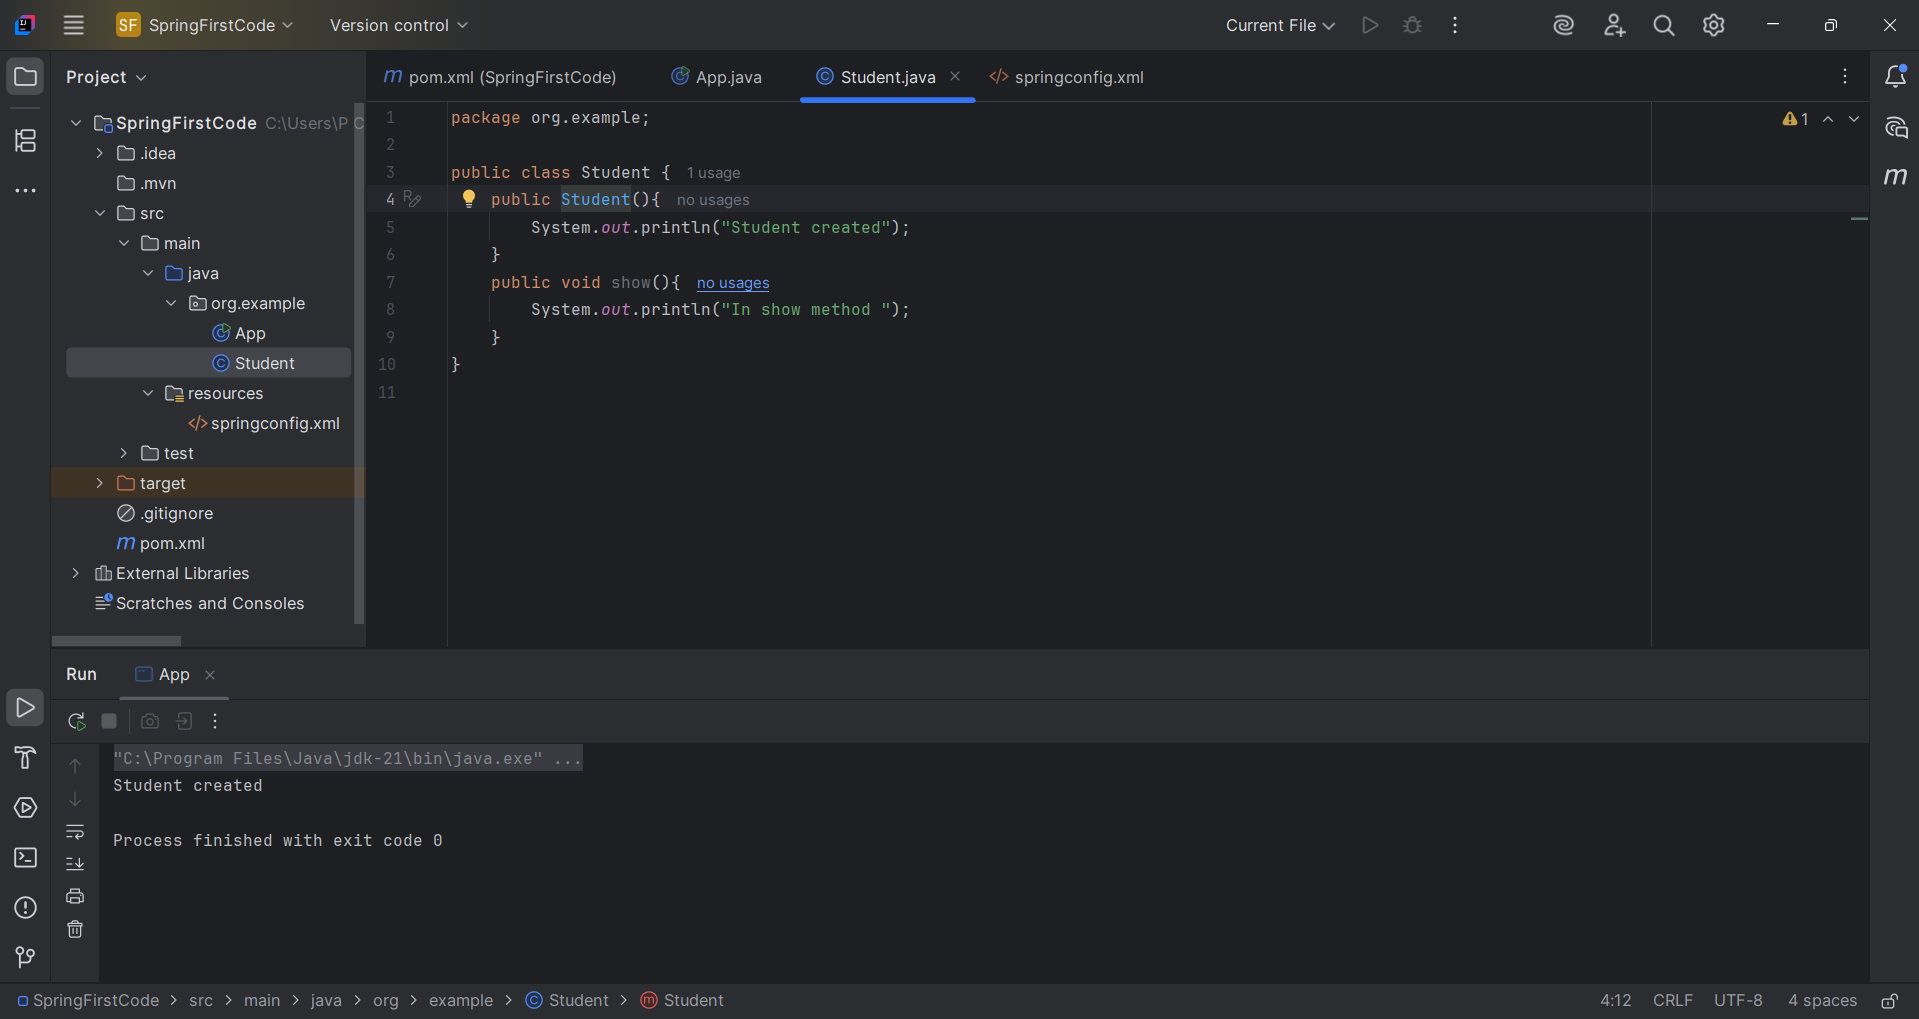 SF SpringFirstCode Version control Current File
Project
pom.xml (SpringFirstCode) App.java Student.java springconfig.xml
SpringFirstCode C:\Users\P C
.idea
.mvn
src
main
java
org.example
App
Student
resources
springconfig.xml
test
target
.gitignore
pom.xml
External Libraries
Scratches and Consoles
1 package org.example;
2
3 public class Student { 1 usage
4 public Student(){ no usages
5 System.out.println("Student created");
6 }
7 public void show(){ no usages
8 System.out.println("In show method ");
9 }
10 }
11
1
Run App
"C:\Program Files\Java\jdk-21\bin\java.exe" ...
Student created
Process finished with exit code 0
SpringFirstCode > src > main > java > org > example > Student > Student 4:12 CRLF UTF-8 4 spaces